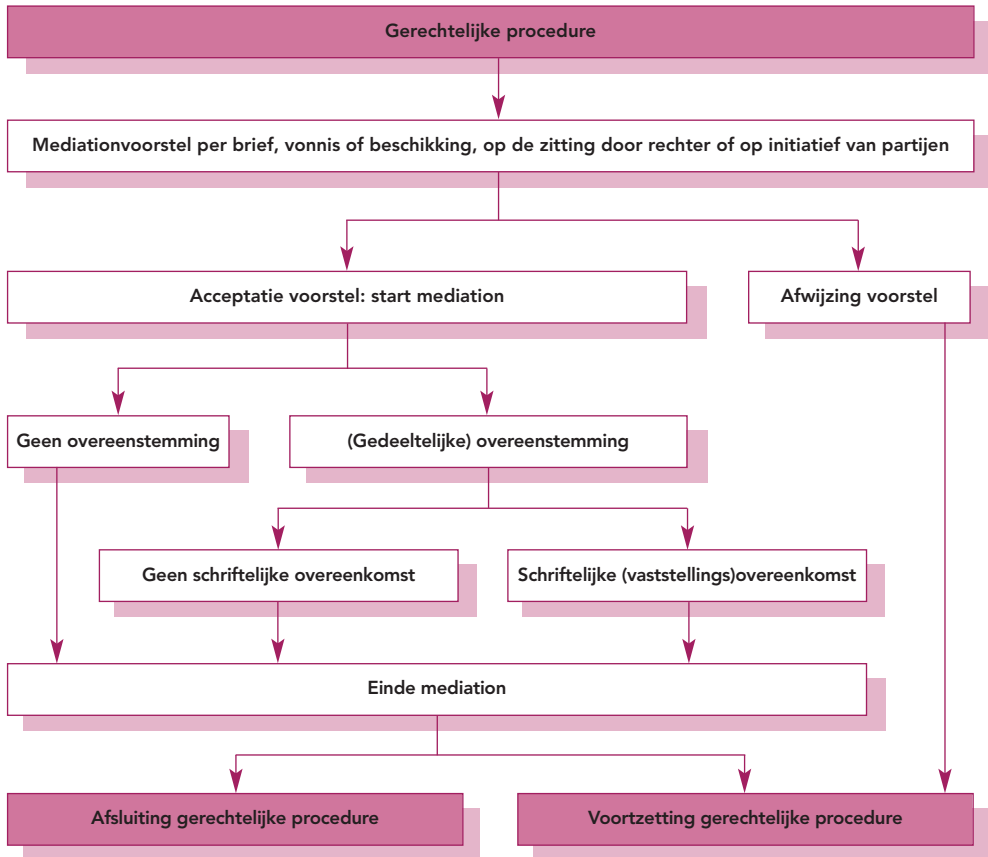 Gerechtelijke procedure
Mediationvoorstel per brief, vonnis of beschikking, op de zitting door rechter of op initiatief van partijen
Acceptatie voorstel: start mediation
Afwijzing voorstel
Geen overeenstemming
(Gedeeltelijke) overeenstemming
Geen schriftelijke overeenkomst
Schriftelijke (vaststellings)overeenkomst
Einde mediation
Afsluiting gerechtelijke procedure
Voortzetting gerechtelijke procedure